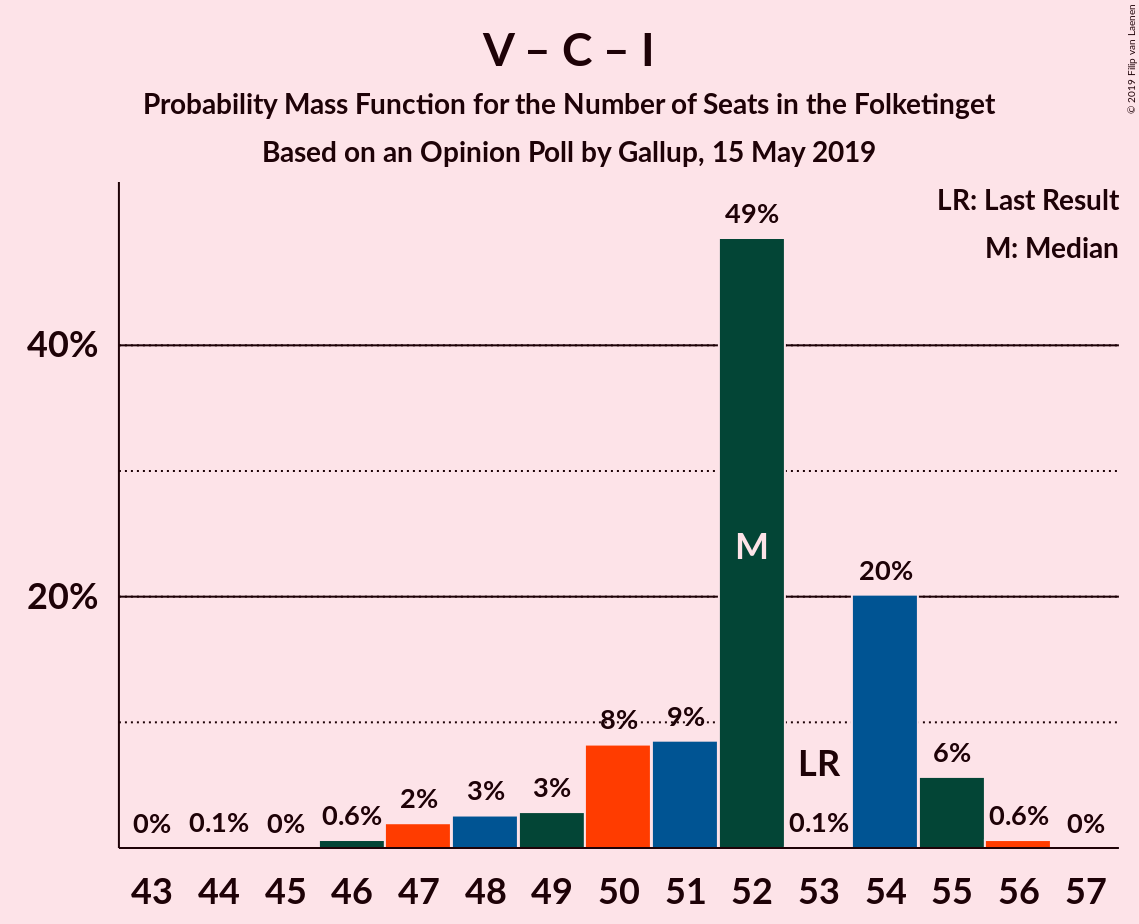 V – C – I
Probability Mass Function for the Number of Seats in the Folketinget
Based on an Opinion Poll by Gallup, 15 May 2019
© 2019 Filip van Laenen
LR: Last Result
M: Median
49%
40%
M
20%
20%
8%
9%
LR
6%
0%
0.1%
0%
0.6%
2%
3%
3%
0.1%
0.6%
0%
43 44 45 46 47 48 49 50 51 52 53 54 55 56 57